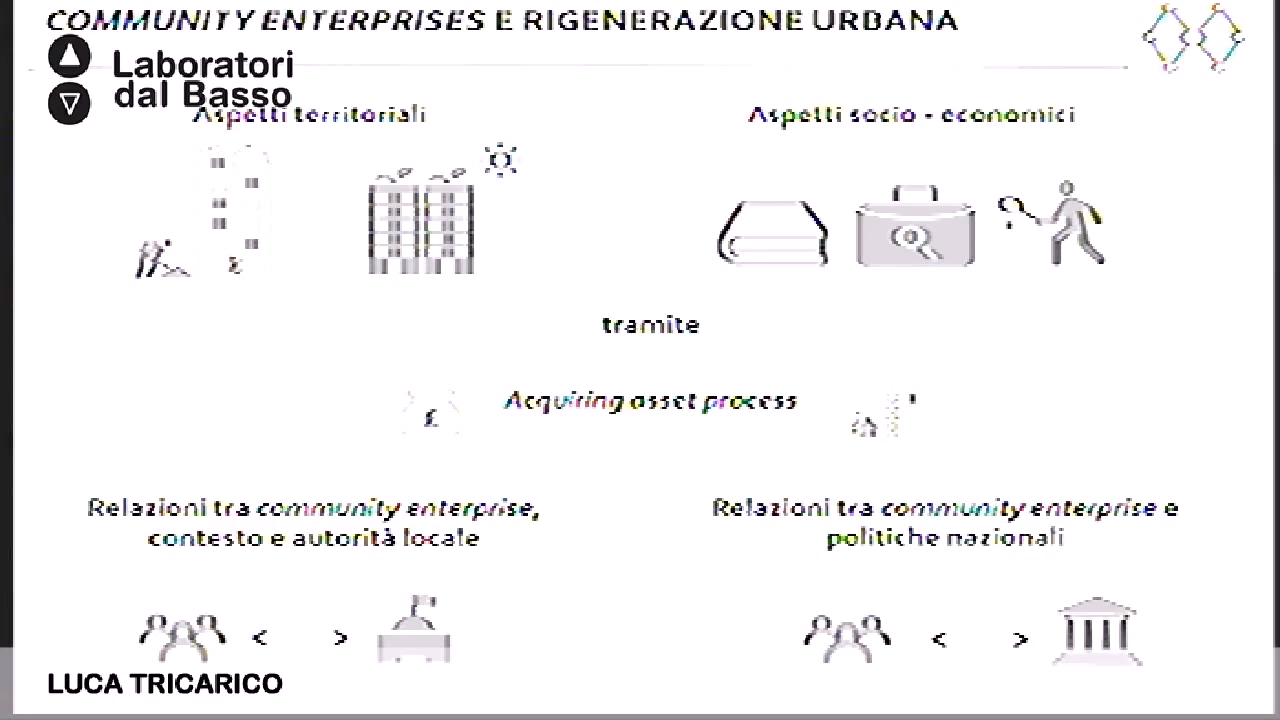 COMMUNITY ENTERPRISES E RIGENERAZIONE URBANA
Laboratori
dal Basso
Aspetti territoriali
Aspetti socio - economici
£
tramite
Acquiring asset process
£
Relazioni tra community enterprise,
contesto e autorità locale
Relazioni tra community enterprise e
politiche nazionali
< >
< >
LUCA TRICARICO